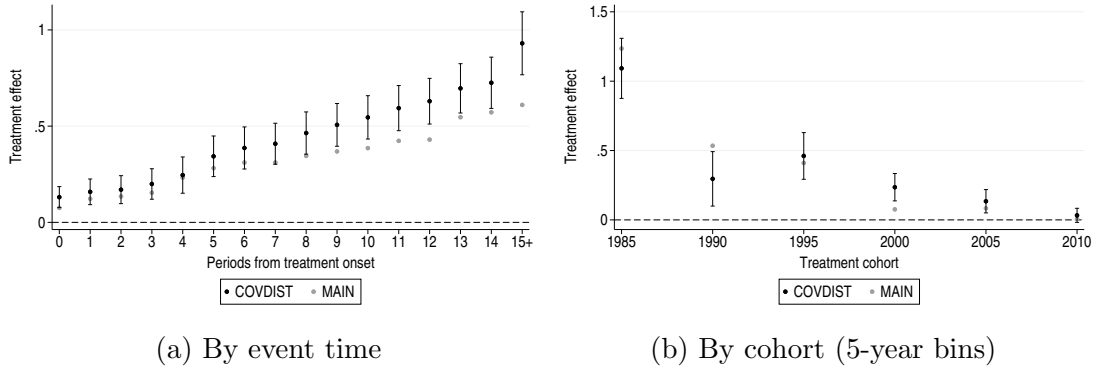 Treatment effect
1
.5
0
0 1 2 3 4 5 6 7 8 9 10 11 12 13 14 15+
Periods from treatment onset
COVDIST MAIN
(a) By event time
Treatment effect
1.5
1
.5
0
1985 1990 1995 2000 2005 2010
Treatment cohort
COVDIST MAIN
(b) By cohort (5-year bins)